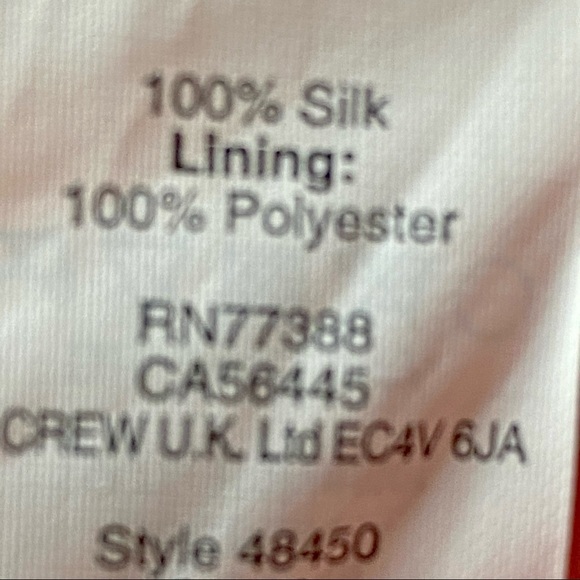 100% Silk
Lining:
100% Polyester
RN77388
CA56445
CREW U.K. Ltd EC4V 6JA
Style 48450